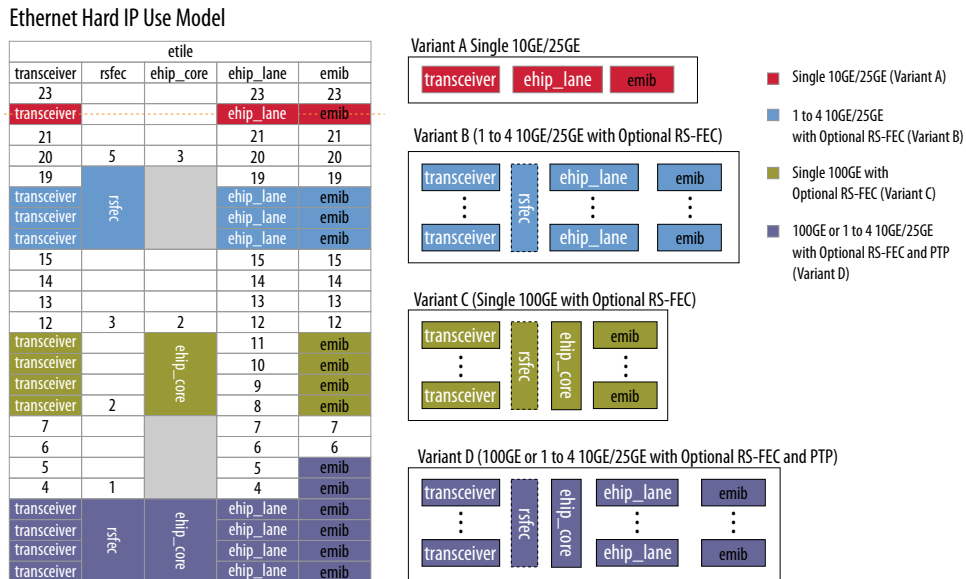 Ethernet Hard IP Use Model
etile
transceiver rsfec ehip_core ehip_lane emib
23 23 23
transceiver ehip_lane emib
21 21 21
20 5 3 20 20
19 19 19
transceiver rsfec ehip_lane emib
transceiver ehip_lane emib
transceiver ehip_lane emib
15 15 15
14 14 14
13 13 13
12 3 2 12 12
transceiver ehip_core 11 emib
transceiver 10 emib
transceiver 9 emib
transceiver 2 8 emib
7 7 7
6 6 6
5 5 emib
4 1 4 emib
transceiver rsfec ehip_core ehip_lane emib
transceiver ehip_lane emib
transceiver ehip_lane emib
transceiver ehip_lane emib
Variant A Single 10GE/25GE
transceiver ehip_lane emib
Variant B (1 to 4 10GE/25GE with Optional RS-FEC)
transceiver rsfec ehip_lane emib
transceiver ehip_lane emib
Variant C (Single 100GE with Optional RS-FEC)
transceiver rsfec ehip_core emib
transceiver emib
Variant D (100GE or 1 to 4 10GE/25GE with Optional RS-FEC and PTP)
transceiver rsfec ehip_core ehip_lane emib
transceiver ehip_lane emib
Single 10GE/25GE (Variant A)
1 to 4 10GE/25GE
with Optional RS-FEC (Variant B)
Single 100GE with
Optional RS-FEC (Variant C)
100GE or 1 to 4 10GE/25GE
with Optional RS-FEC and PTP
(Variant D)